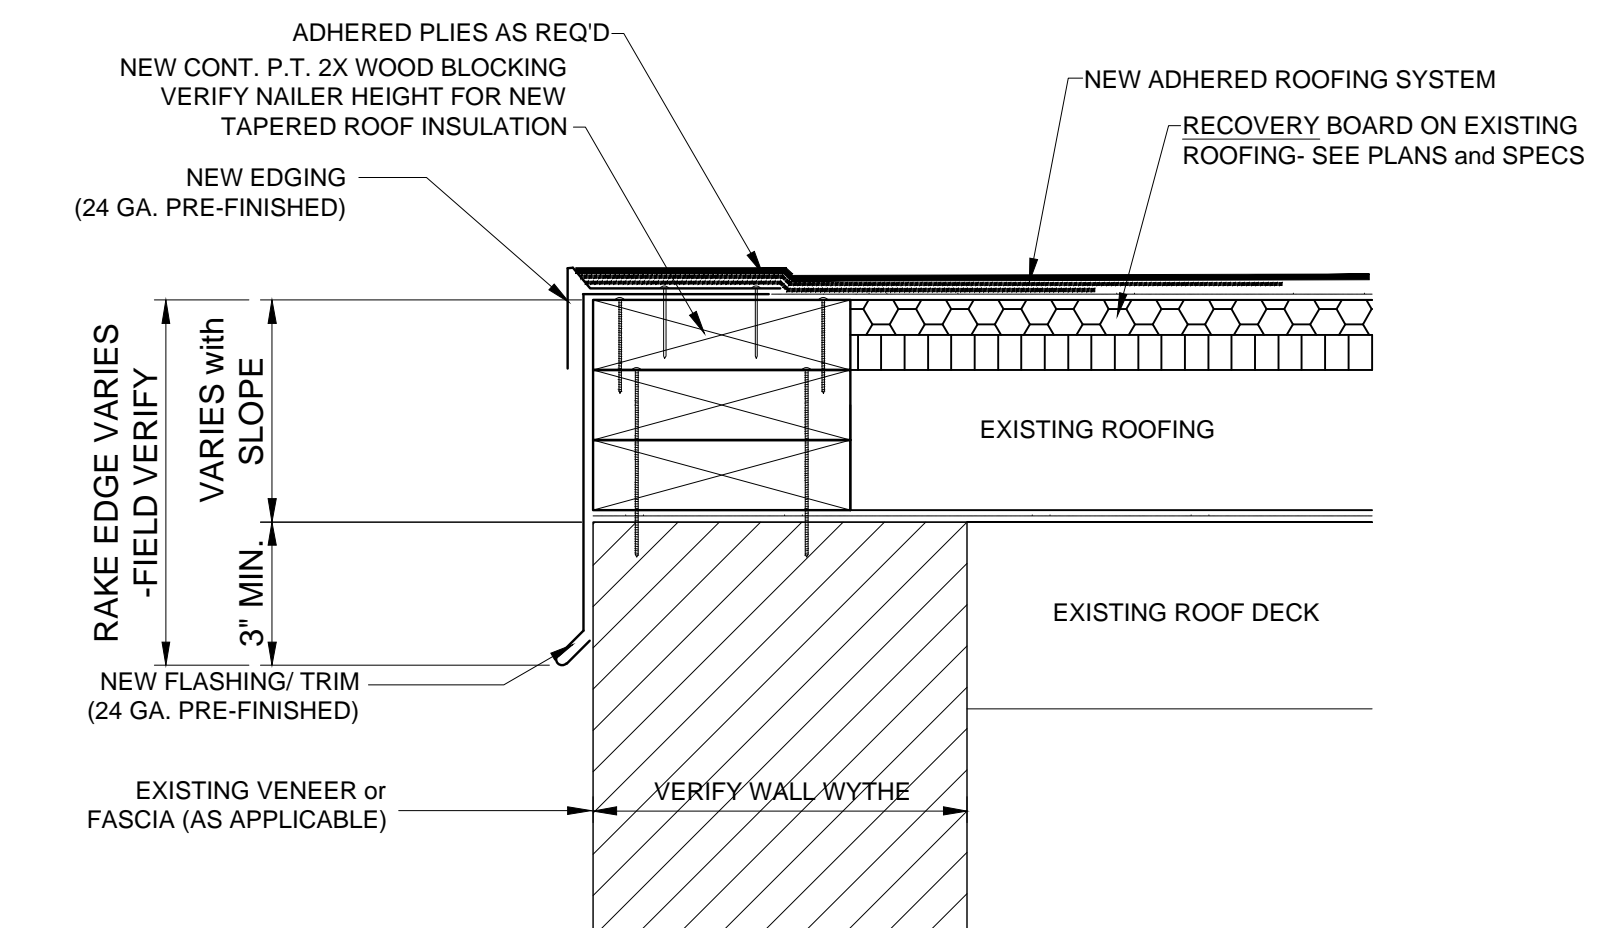 ADHERED PLIES AS REQ'D
NEW CONT. P.T. 2X WOOD BLOCKING
VERIFY NAILER HEIGHT FOR NEW
TAPERED ROOF INSULATION
NEW EDGING
(24 GA. PRE-FINISHED)
NEW ADHERED ROOFING SYSTEM
RECOVERY BOARD ON EXISTING
ROOFING- SEE PLANS and SPECS
RAKE EDGE VARIES
-FIELD VERIFY
VARIES with
SLOPE
3" MIN.
EXISTING ROOFING
EXISTING ROOF DECK
NEW FLASHING/ TRIM
(24 GA. PRE-FINISHED)
EXISTING VENEER or
FASCIA (AS APPLICABLE)
VERIFY WALL WYTHE